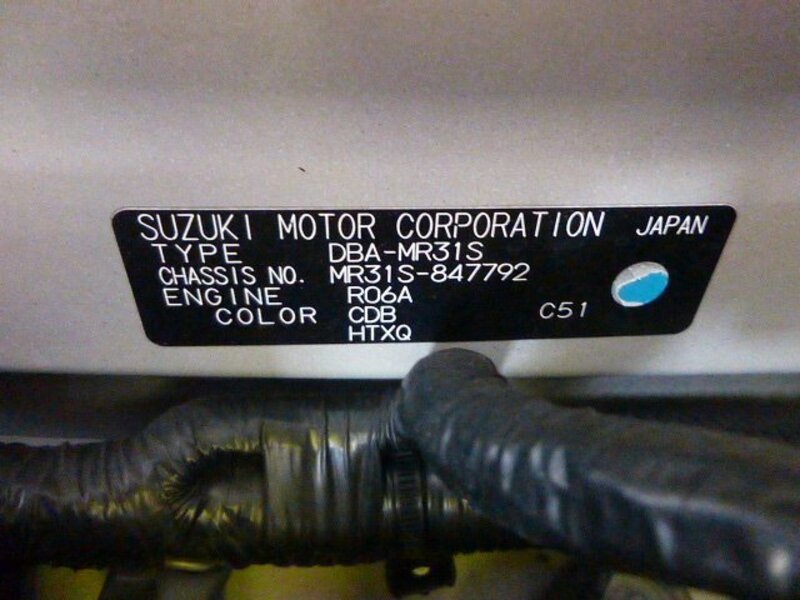 SUZUKI MOTOR CORPORATION JAPAN
TYPE DBA-MR31S
CHASSIS NO. MR31S-847792
ENGINE R06A
COLOR CDB C51
HTXQ